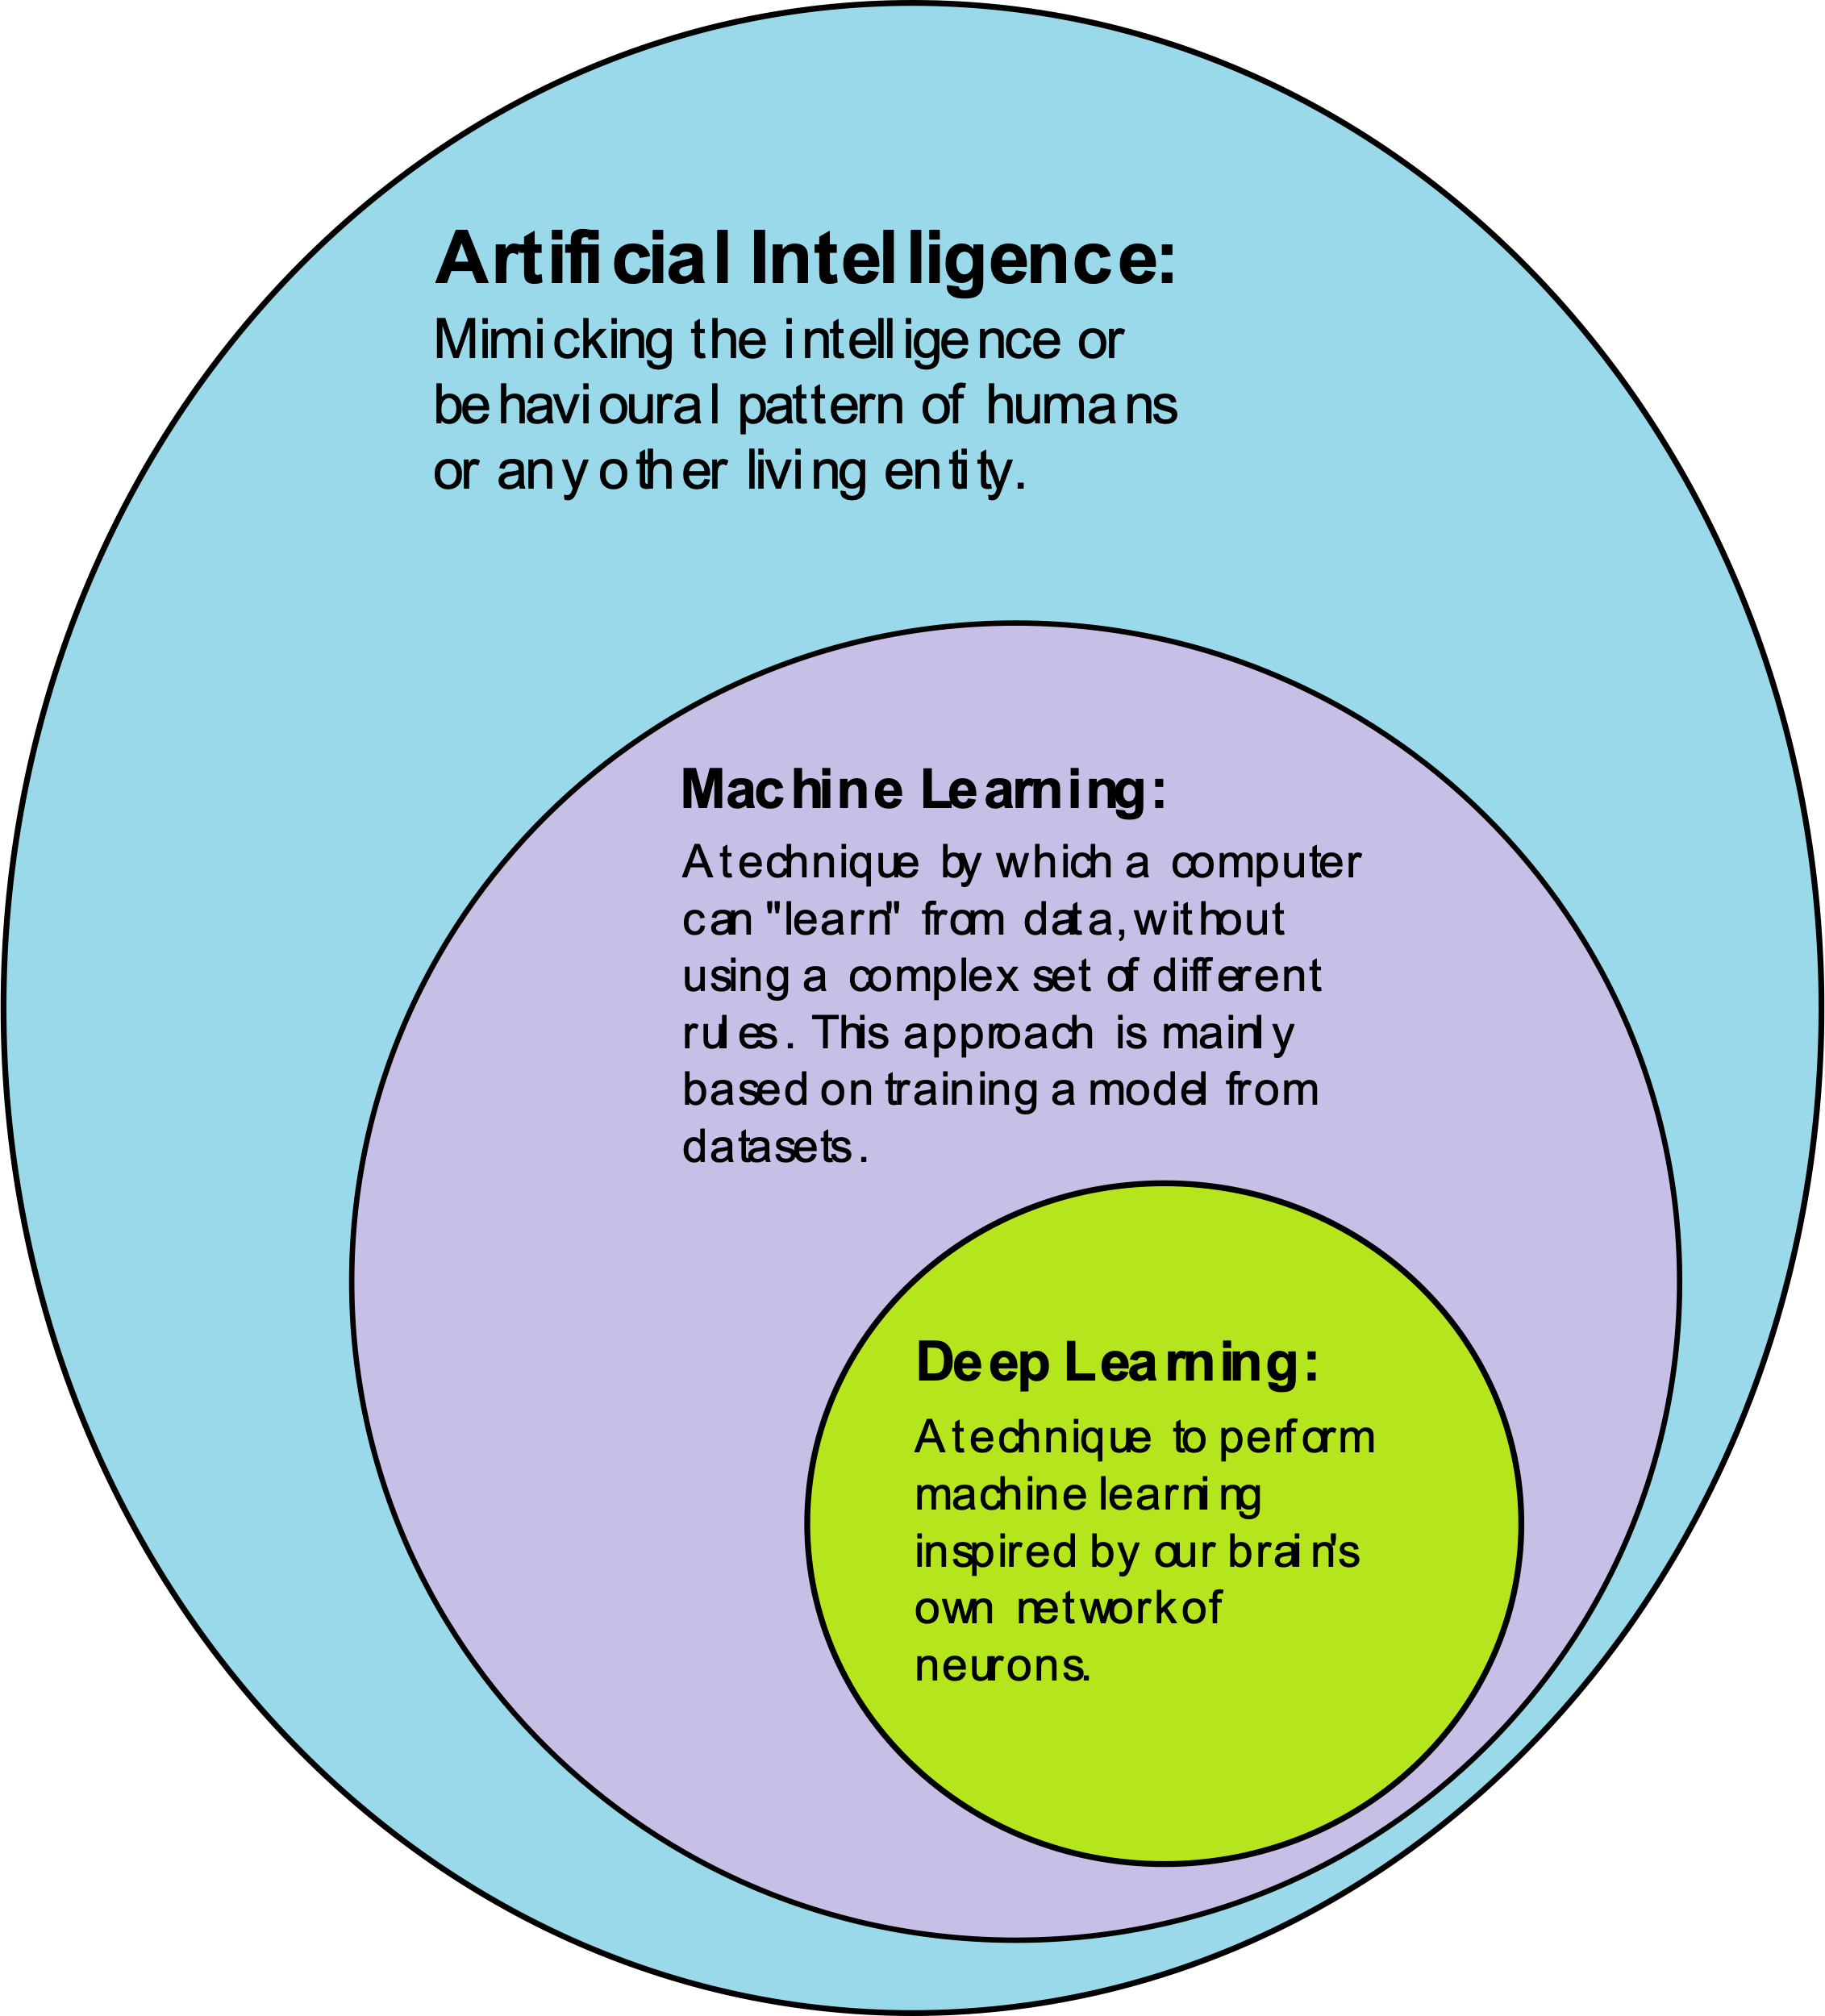 Artificial Intelligence:
Mimicking the intelligence or
behavioural pattern of humans
or any other living entity.
Machine Learning:
A technique by which a computer
can "learn" from data, without
using a complex set of different
rules. This approach is mainly
based on training a model from
datasets.
Deep Learning:
A technique to perform
machine learning
inspired by our brain's
own network of
neurons.